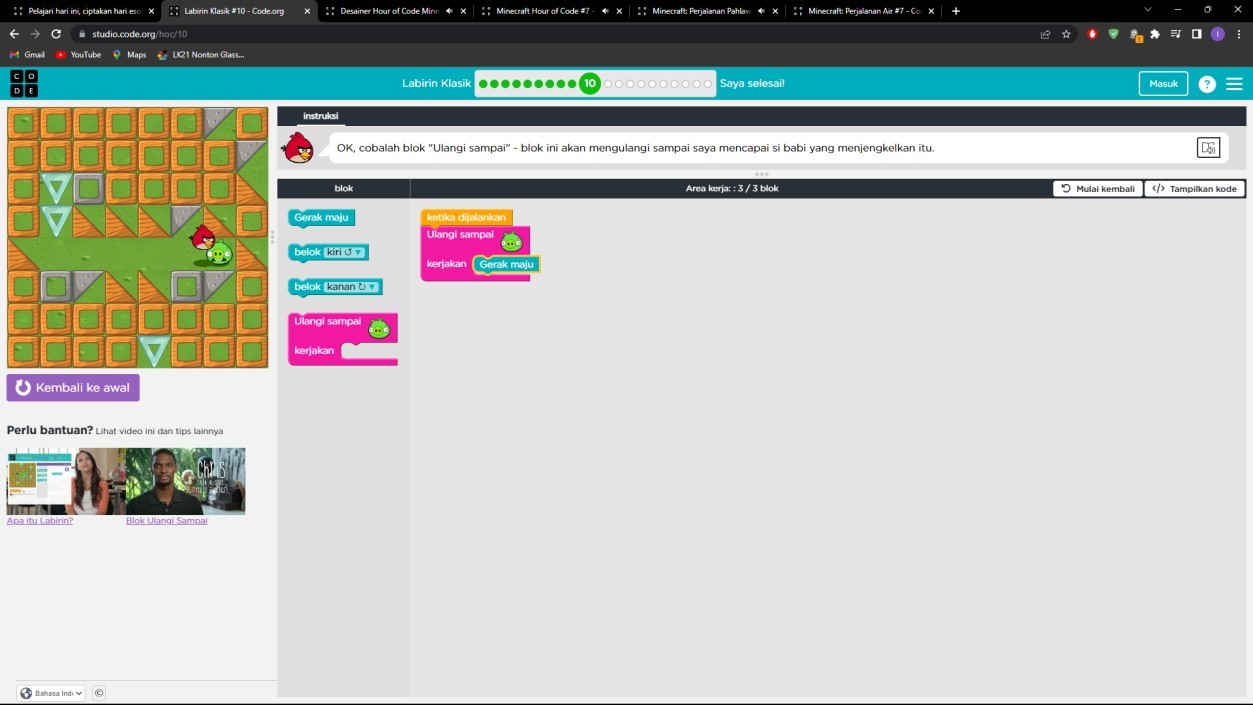 Pelajari hari ini, ciptakan hari eso
Labirin Klasik #10 - Code.org
Desainer Hour of Code Mine
Minecraft Hour of Code #7 -
Minecraft: Perjalanan Pahlaw
Minecraft: Perjalanan Air #7 - Co
studio.code.org/hoc/10
Gmail
YouTube
Maps
LK21 Nonton Glass...
C O
D E
Labirin Klasik
10
Saya selesai!
Masuk
?
instruksi
OK, cobalah blok "Ulangi sampai" - blok ini akan mengulangi sampai saya mencapai si babi yang menjengkelkan itu.
blok
Area kerja: : 3 / 3 blok
Mulai kembali
</> Tampilkan kode
Gerak maju
belok kiri ↺ ▼
belok kanan ↻ ▼
Ulangi sampai
kerjakan
ketika dijalankan
Ulangi sampai
kerjakan Gerak maju
Kembali ke awal
Perlu bantuan? Lihat video ini dan tips lainnya
Chris
Apa itu Labirin?
Blok Ulangi Sampai
Bahasa Ind
©